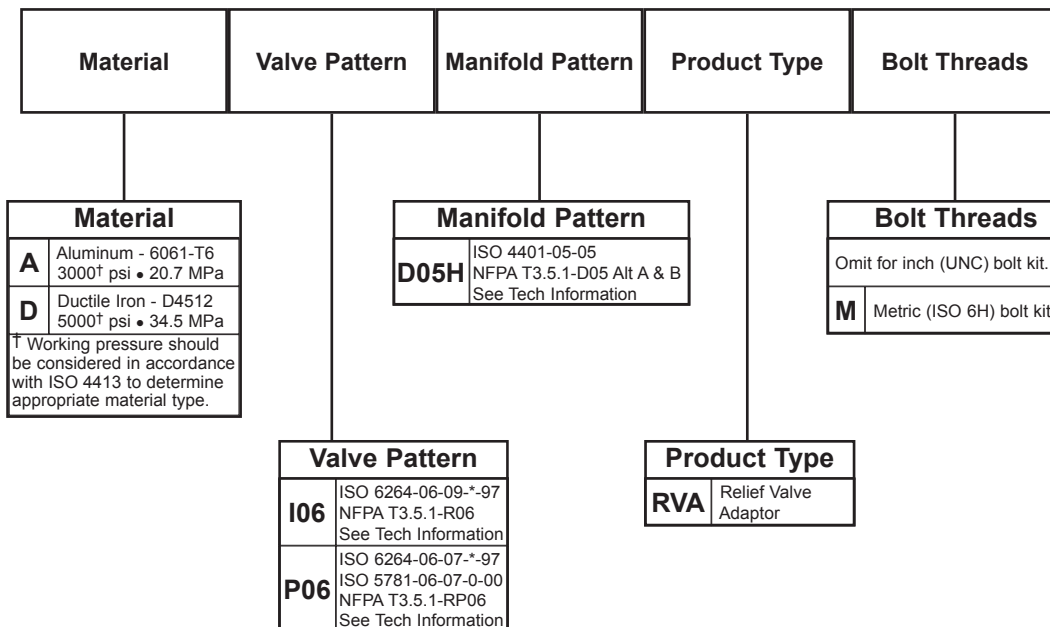 Material
Valve Pattern
Manifold Pattern
Product Type
Bolt Threads
Material
A
Aluminum - 6061-T6
3000† psi • 20.7 MPa
D
Ductile Iron - D4512
5000† psi • 34.5 MPa
† Working pressure should
be considered in accordance
with ISO 4413 to determine
appropriate material type.
Manifold Pattern
D05H
ISO 4401-05-05
NFPA T3.5.1-D05 Alt A & B
See Tech Information
Bolt Threads
Omit for inch (UNC) bolt kit.
M
Metric (ISO 6H) bolt kit
Valve Pattern
I06
ISO 6264-06-09-*-97
NFPA T3.5.1-R06
See Tech Information
P06
ISO 6264-06-07-*-97
ISO 5781-06-07-0-00
NFPA T3.5.1-RP06
See Tech Information
Product Type
RVA
Relief Valve
Adaptor